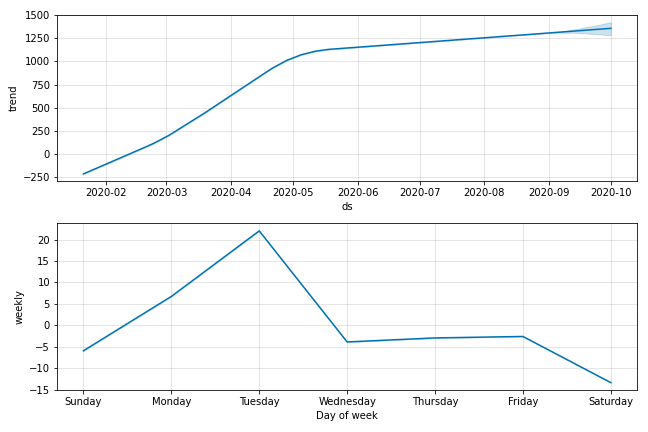 1500
1250
1000
750
500
250
0
−250
trend
2020-02 2020-03 2020-04 2020-05 2020-06 2020-07 2020-08 2020-09 2020-10
ds
20
15
10
5
0
−5
−10
−15
weekly
Sunday Monday Tuesday Wednesday Thursday Friday Saturday
Day of week